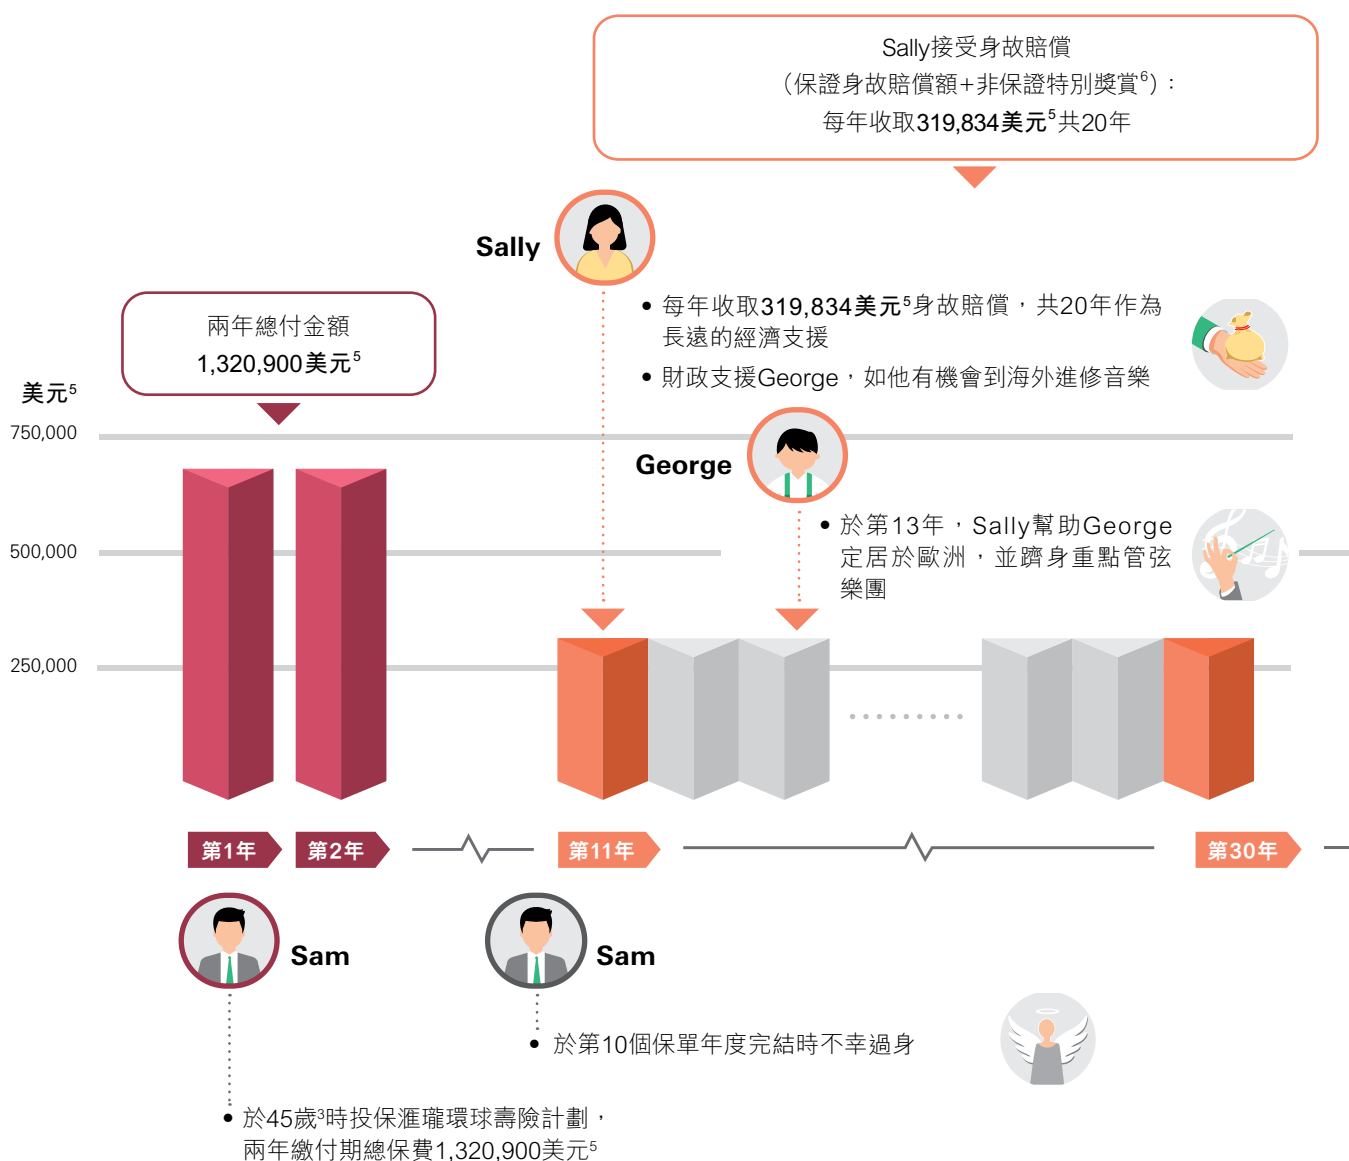 Sally接受身故賠償
（保證身故賠償額+非保證特別獎賞⁶）：
每年收取319,834美元⁵共20年
Sally
• 每年收取319,834美元⁵身故賠償，共20年作為
長遠的經濟支援
• 財政支援George，如他有機會到海外進修音樂
兩年總付金額
1,320,900美元⁵
美元⁵
750,000
George
• 於第13年，Sally幫助George
定居於歐洲，並躋身重點管弦
樂團
500,000
250,000
第1年
第2年
第11年
第30年
Sam
Sam
• 於第10個保單年度完結時不幸過身
• 於45歲³時投保滙瓏環球壽險計劃，
兩年繳付期總保費1,320,900美元⁵